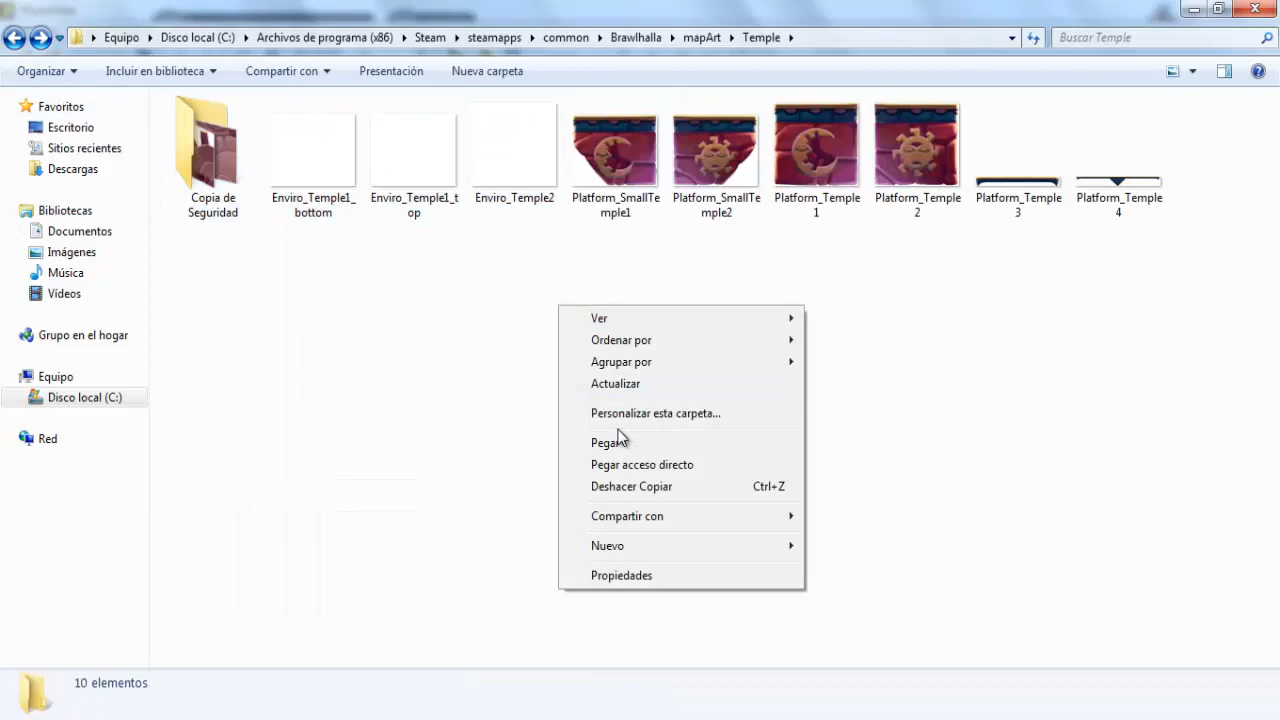 Equipo Disco local (C:) Archivos de programa (x86) Steam steamapps common Brawlhalla mapArt Temple
Buscar Temple
Organizar Incluir en biblioteca Compartir con Presentación Nueva carpeta
Favoritos
Escritorio
Sitios recientes
Descargas
Bibliotecas
Documentos
Imágenes
Música
Vídeos
Grupo en el hogar
Equipo
Disco local (C:)
Red
Copia de
Seguridad
Enviro_Temple1_
bottom
Enviro_Temple1_t
op
Enviro_Temple2
Platform_SmallTe
mple1
Platform_SmallTe
mple2
Platform_Temple
1
Platform_Temple
2
Platform_Temple
3
Platform_Temple
4
Ver
Ordenar por
Agrupar por
Actualizar
Personalizar esta carpeta...
Pegar
Pegar acceso directo
Deshacer Copiar Ctrl+Z
Compartir con
Nuevo
Propiedades
10 elementos